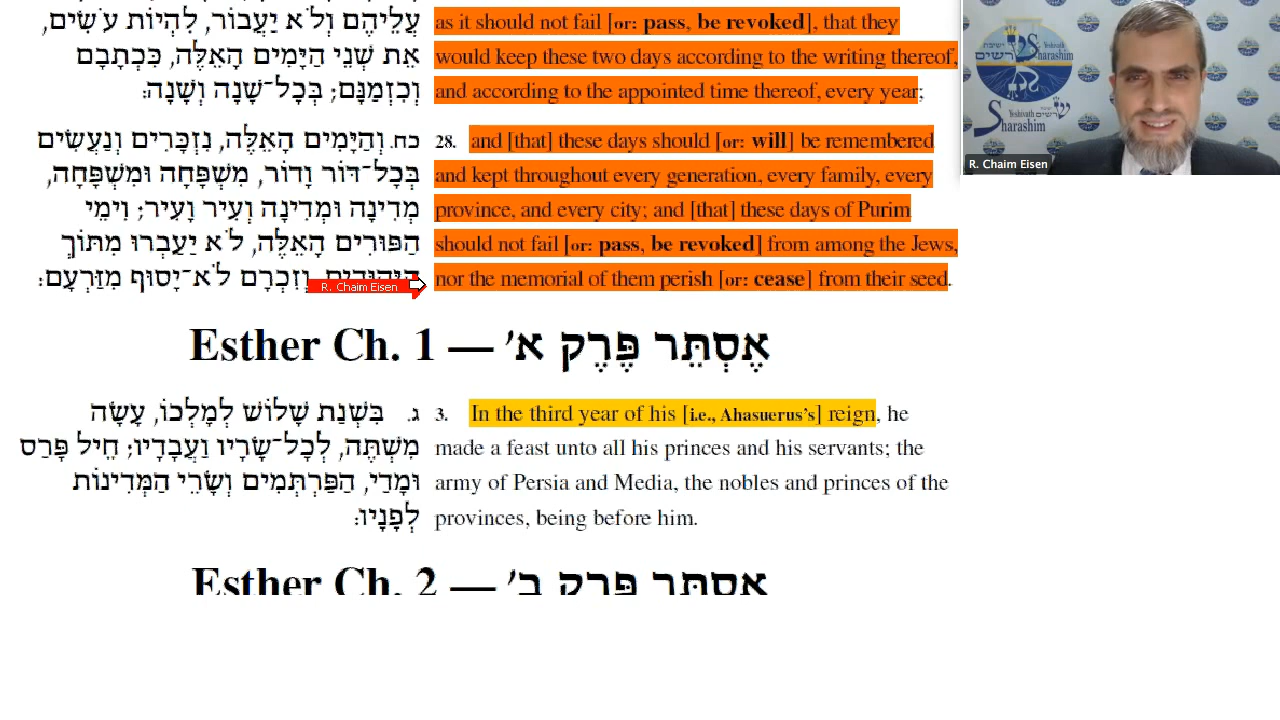 עֲלֵיהֶם וְלֹא יַעֲבוֹר, לִהְיוֹת עֹשִׂים,
אֵת שְׁנֵי הַיָּמִים הָאֵלֶּה, כִּכְתָבָם
וְכִזְמַנָּם; בְּכָל־שָׁנָה וְשָׁנָה׃
as it should not fail [or: pass, be revoked], that they
would keep these two days according to the writing thereof,
and according to the appointed time thereof, every year;
כח. וְהַיָּמִים הָאֵלֶּה, נִזְכָּרִים וְנַעֲשִׂים
בְּכָל־דּוֹר וָדוֹר, מִשְׁפָּחָה וּמִשְׁפָּחָה,
מְדִינָה וּמְדִינָה וְעִיר וָעִיר; וִימֵי
הַפּוּרִים הָאֵלֶּה, לֹא יַעַבְרוּ מִתּוֹךְ
וְזִכְרָם לֹא־יָסוּף מִזַּרְעָם׃
28. and [that] these days should [or: will] be remembered
and kept throughout every generation, every family, every
province, and every city; and [that] these days of Purim
should not fail [or: pass, be revoked] from among the Jews,
nor the memorial of them perish [or: cease] from their seed.
R. Chaim Eisen
Esther Ch. 1 — אֶסְתֵּר פֶּרֶק א׳
ג. בִּשְׁנַת שָׁלוֹשׁ לְמָלְכוֹ, עָשָׂה
מִשְׁתֶּה, לְכָל־שָׂרָיו וַעֲבָדָיו; חֵיל פָּרַס
וּמָדַי, הַפַּרְתְּמִים וְשָׂרֵי הַמְּדִינוֹת
לְפָנָיו׃
3. In the third year of his [i.e., Ahasuerus’s] reign, he
made a feast unto all his princes and his servants; the
army of Persia and Media, the nobles and princes of the
provinces, being before him.
Esther Ch. 2 — אֶסְתֵּר פֶּרֶק ב׳
ישיבת
שרשים
Yeshivath
Sharashim
Yeshivath שרשים
Sharashim
R. Chaim Eisen